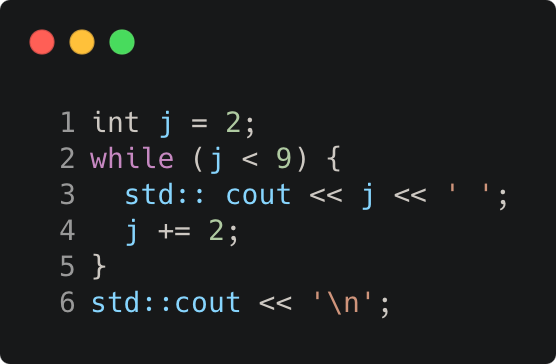 1 int j = 2;
2 while (j < 9) {
3   std:: cout << j << ' ';
4   j += 2;
5 }
6 std::cout << '\n';